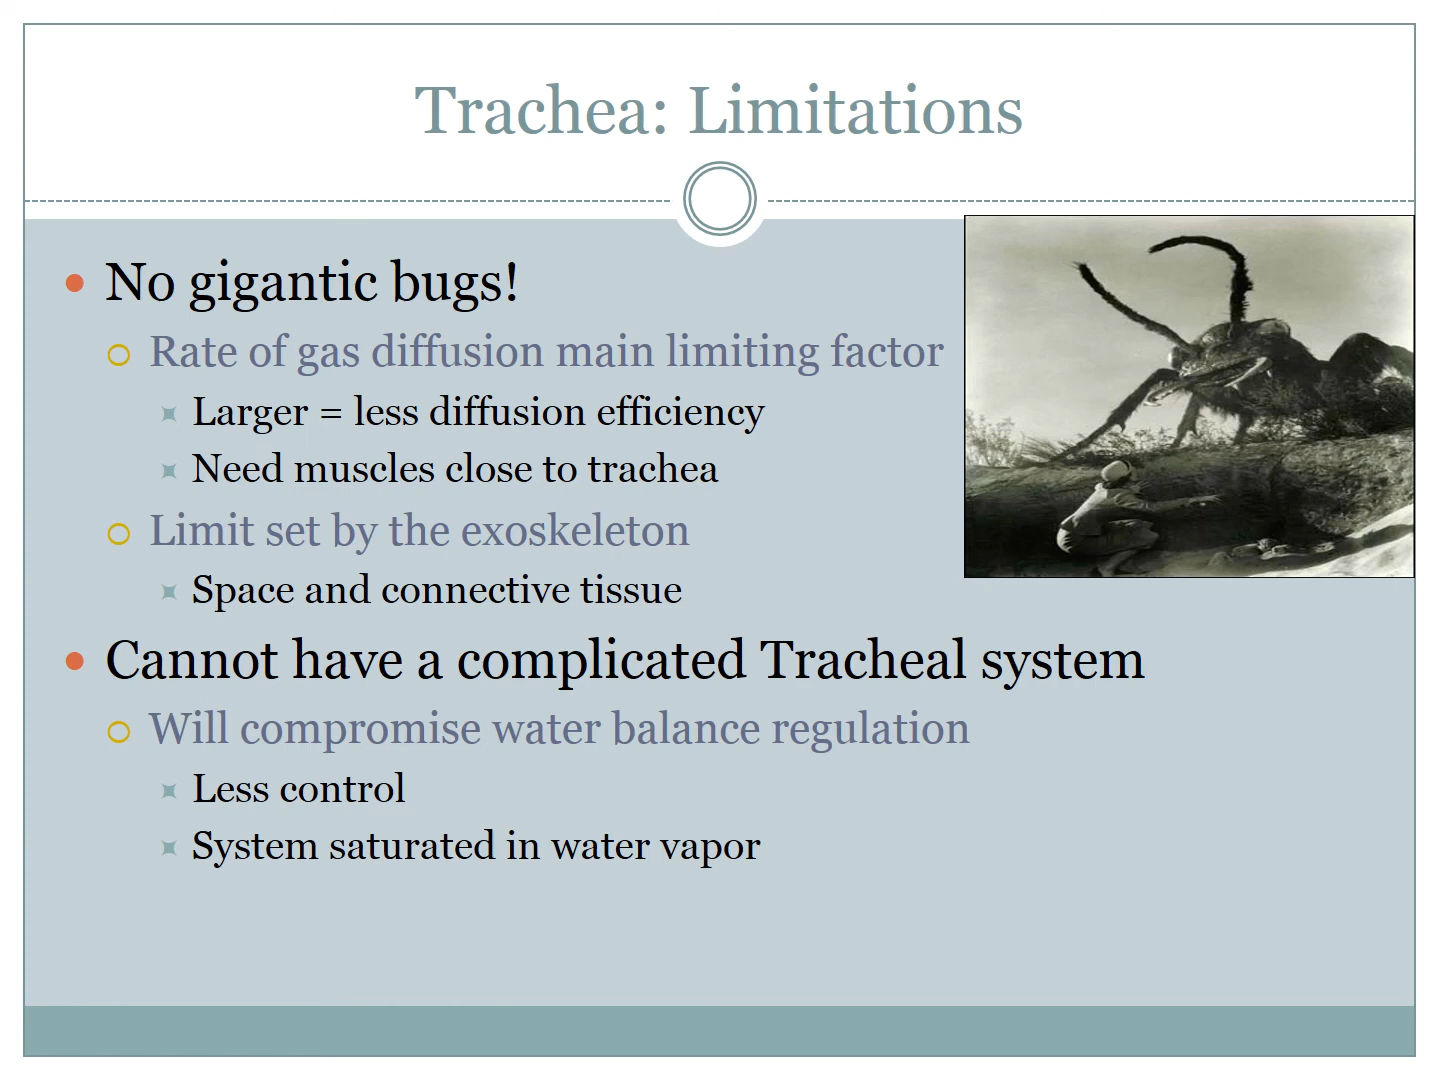 Trachea: Limitations
No gigantic bugs!
Rate of gas diffusion main limiting factor
Larger = less diffusion efficiency
Need muscles close to trachea
Limit set by the exoskeleton
Space and connective tissue
Cannot have a complicated Tracheal system
Will compromise water balance regulation
Less control
System saturated in water vapor